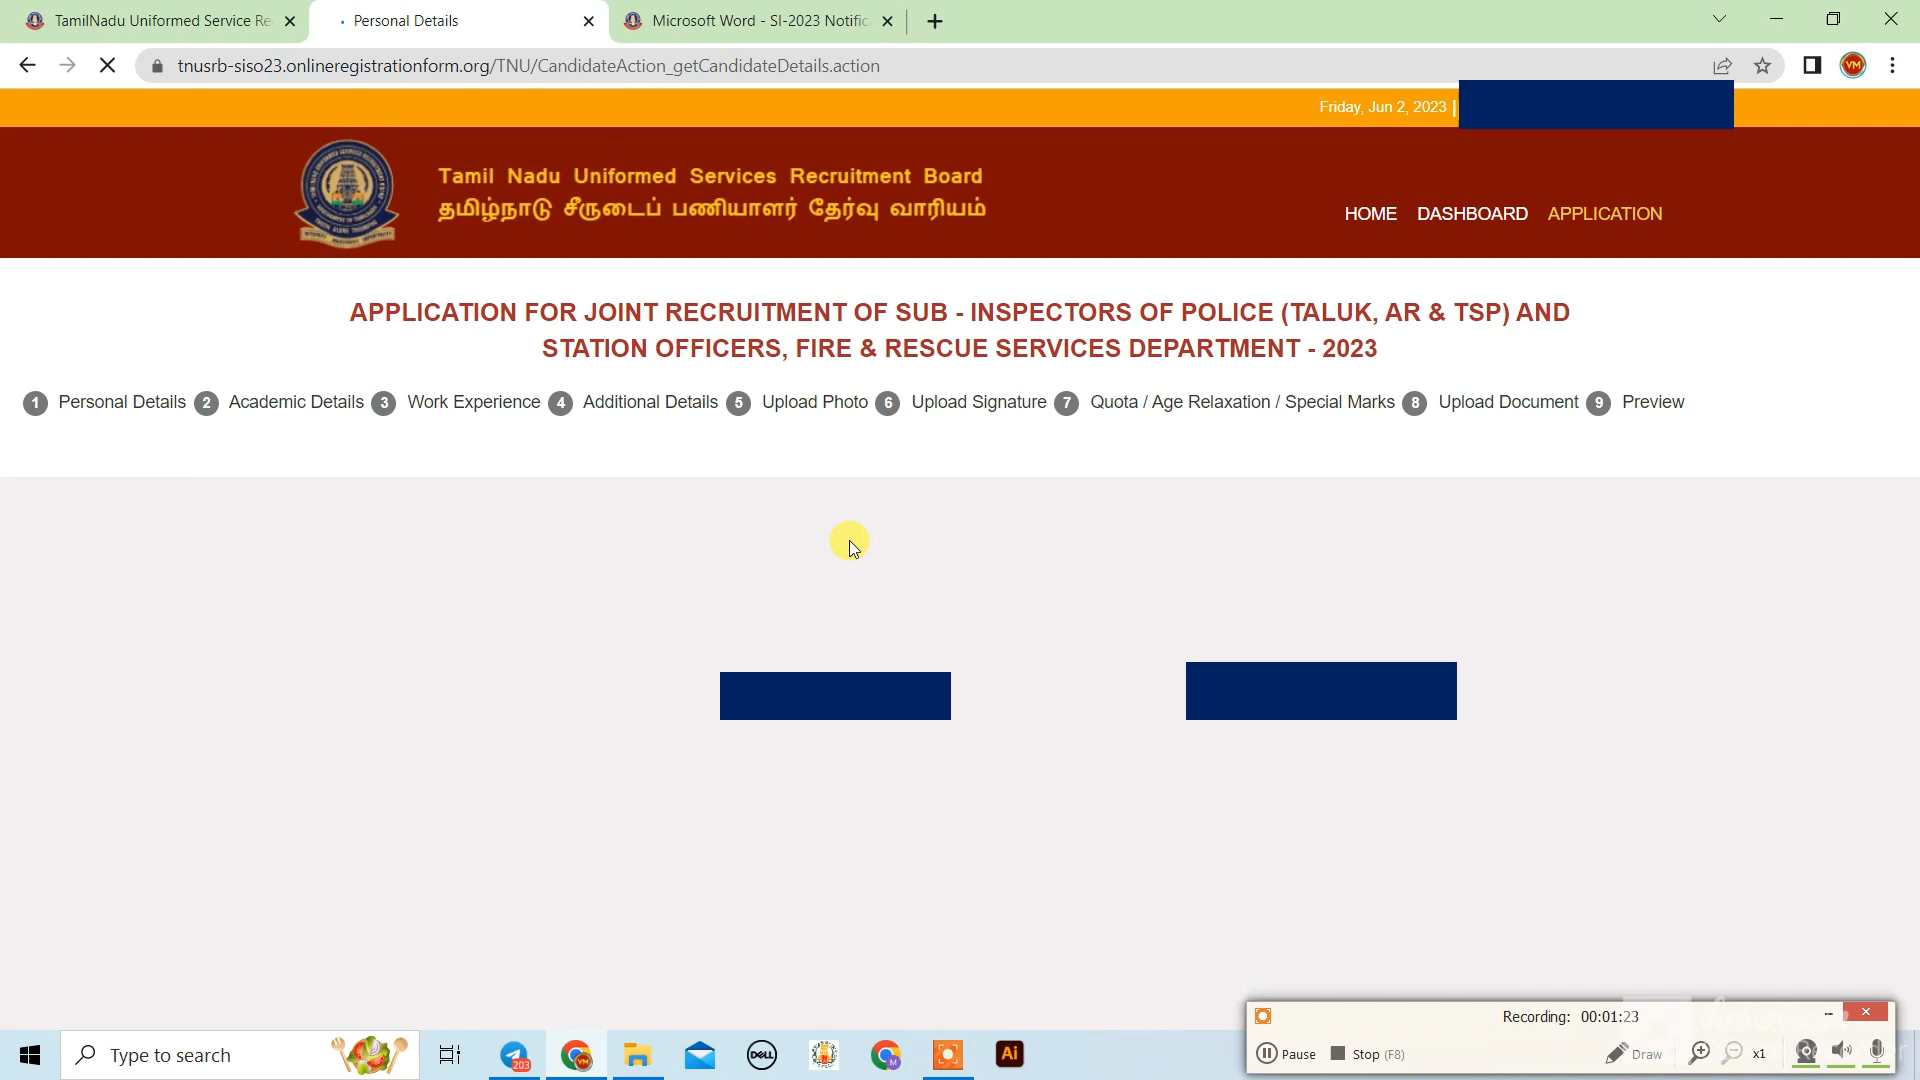 TamilNadu Uniformed Service Re
Personal Details
Microsoft Word - SI-2023 Notific
tnusrb-siso23.onlineregistrationform.org/TNU/CandidateAction_getCandidateDetails.action
VM
Friday, Jun 2, 2023 |
Tamil Nadu Uniformed Services Recruitment Board
தமிழ்நாடு சீருடைப் பணியாளர் தேர்வு வாரியம்
HOME DASHBOARD APPLICATION
APPLICATION FOR JOINT RECRUITMENT OF SUB - INSPECTORS OF POLICE (TALUK, AR & TSP) AND
STATION OFFICERS, FIRE & RESCUE SERVICES DEPARTMENT - 2023
1 Personal Details 2 Academic Details 3 Work Experience 4 Additional Details 5 Upload Photo 6 Upload Signature 7 Quota / Age Relaxation / Special Marks 8 Upload Document 9 Preview
Recording: 00:01:23
Pause Stop (F8) Draw x1
Type to search
203
VM
DELL
M
Ai